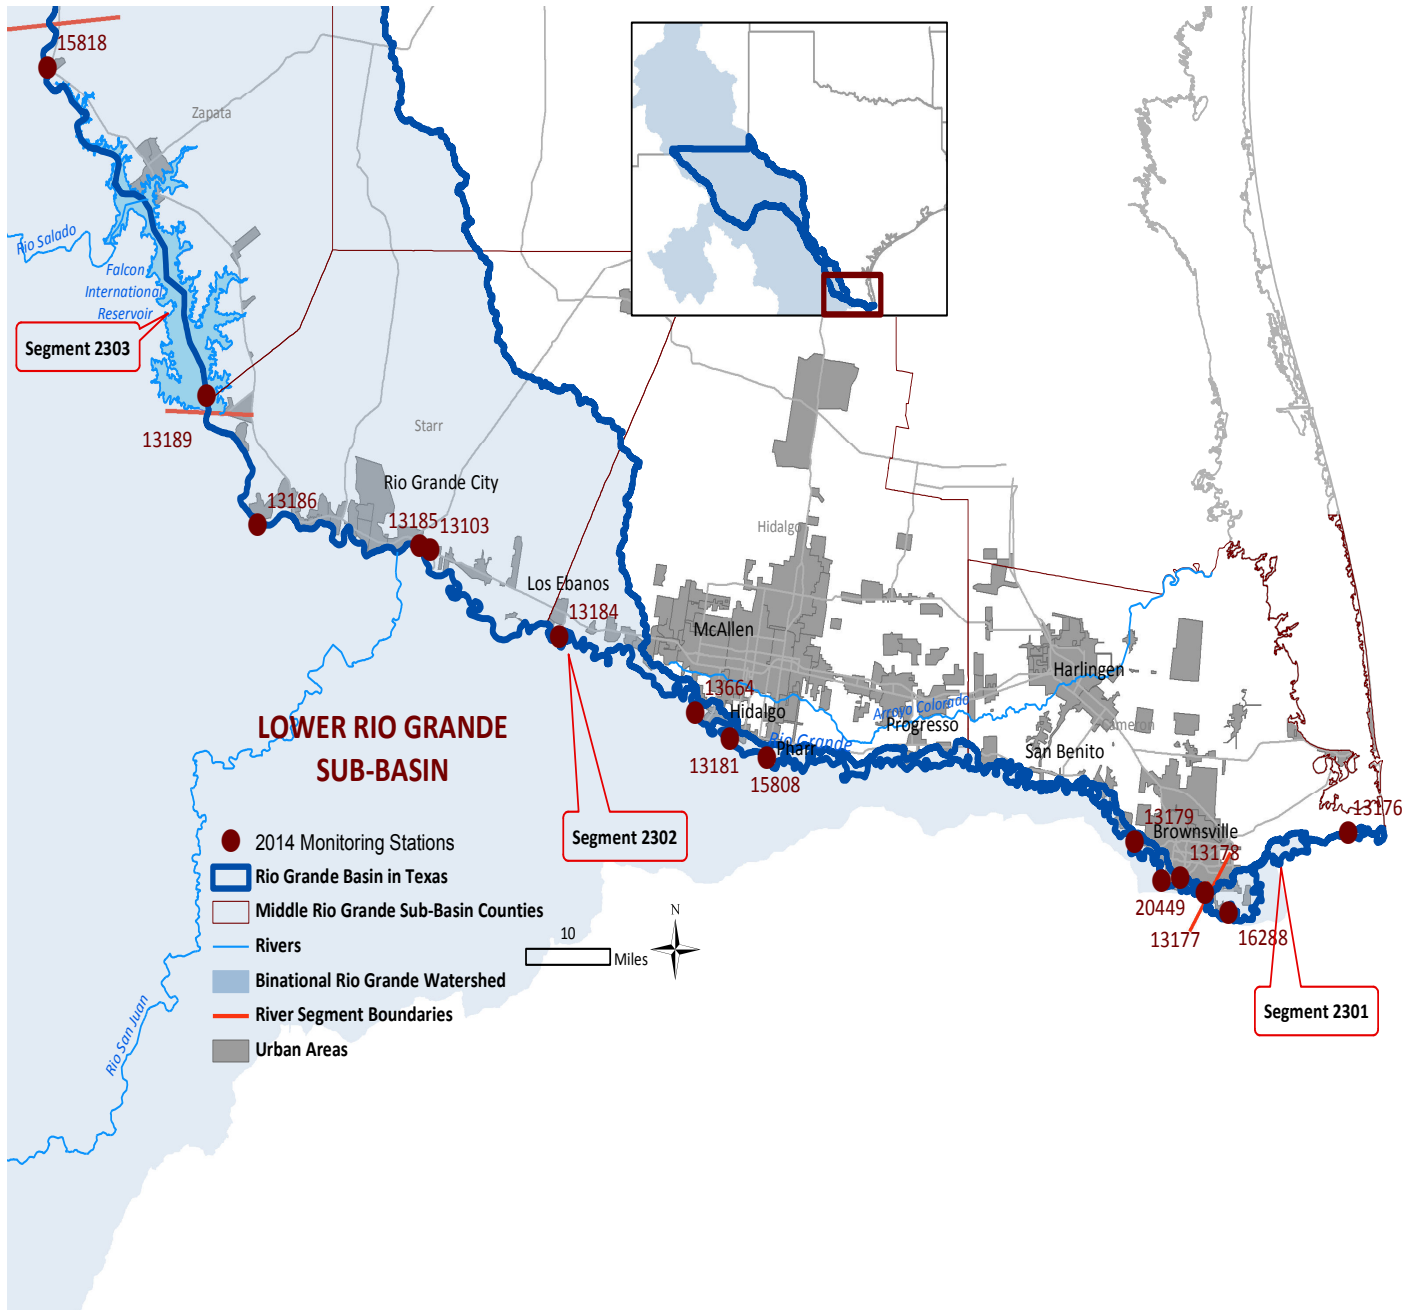 15818
Zapata
Rio Salado
Falcon
International
Reservoir
Segment 2303
13189
Starr
Rio Grande City
13186
13185
13103
Hidalgo
Los Ebanos
13184
McAllen
Harlingen
13664
Hidalgo
Arroyo Colorado
Progresso
Cameron
Rio Grande
Pharr
San Benito
13181
15808
LOWER RIO GRANDE
SUB-BASIN
Segment 2302
13176
13179
Brownsville
13178
20449
13177
16288
Segment 2301
2014 Monitoring Stations
Rio Grande Basin in Texas
Middle Rio Grande Sub-Basin Counties
Rivers
Binational Rio Grande Watershed
River Segment Boundaries
Urban Areas
N
10
Miles
Rio San Juan